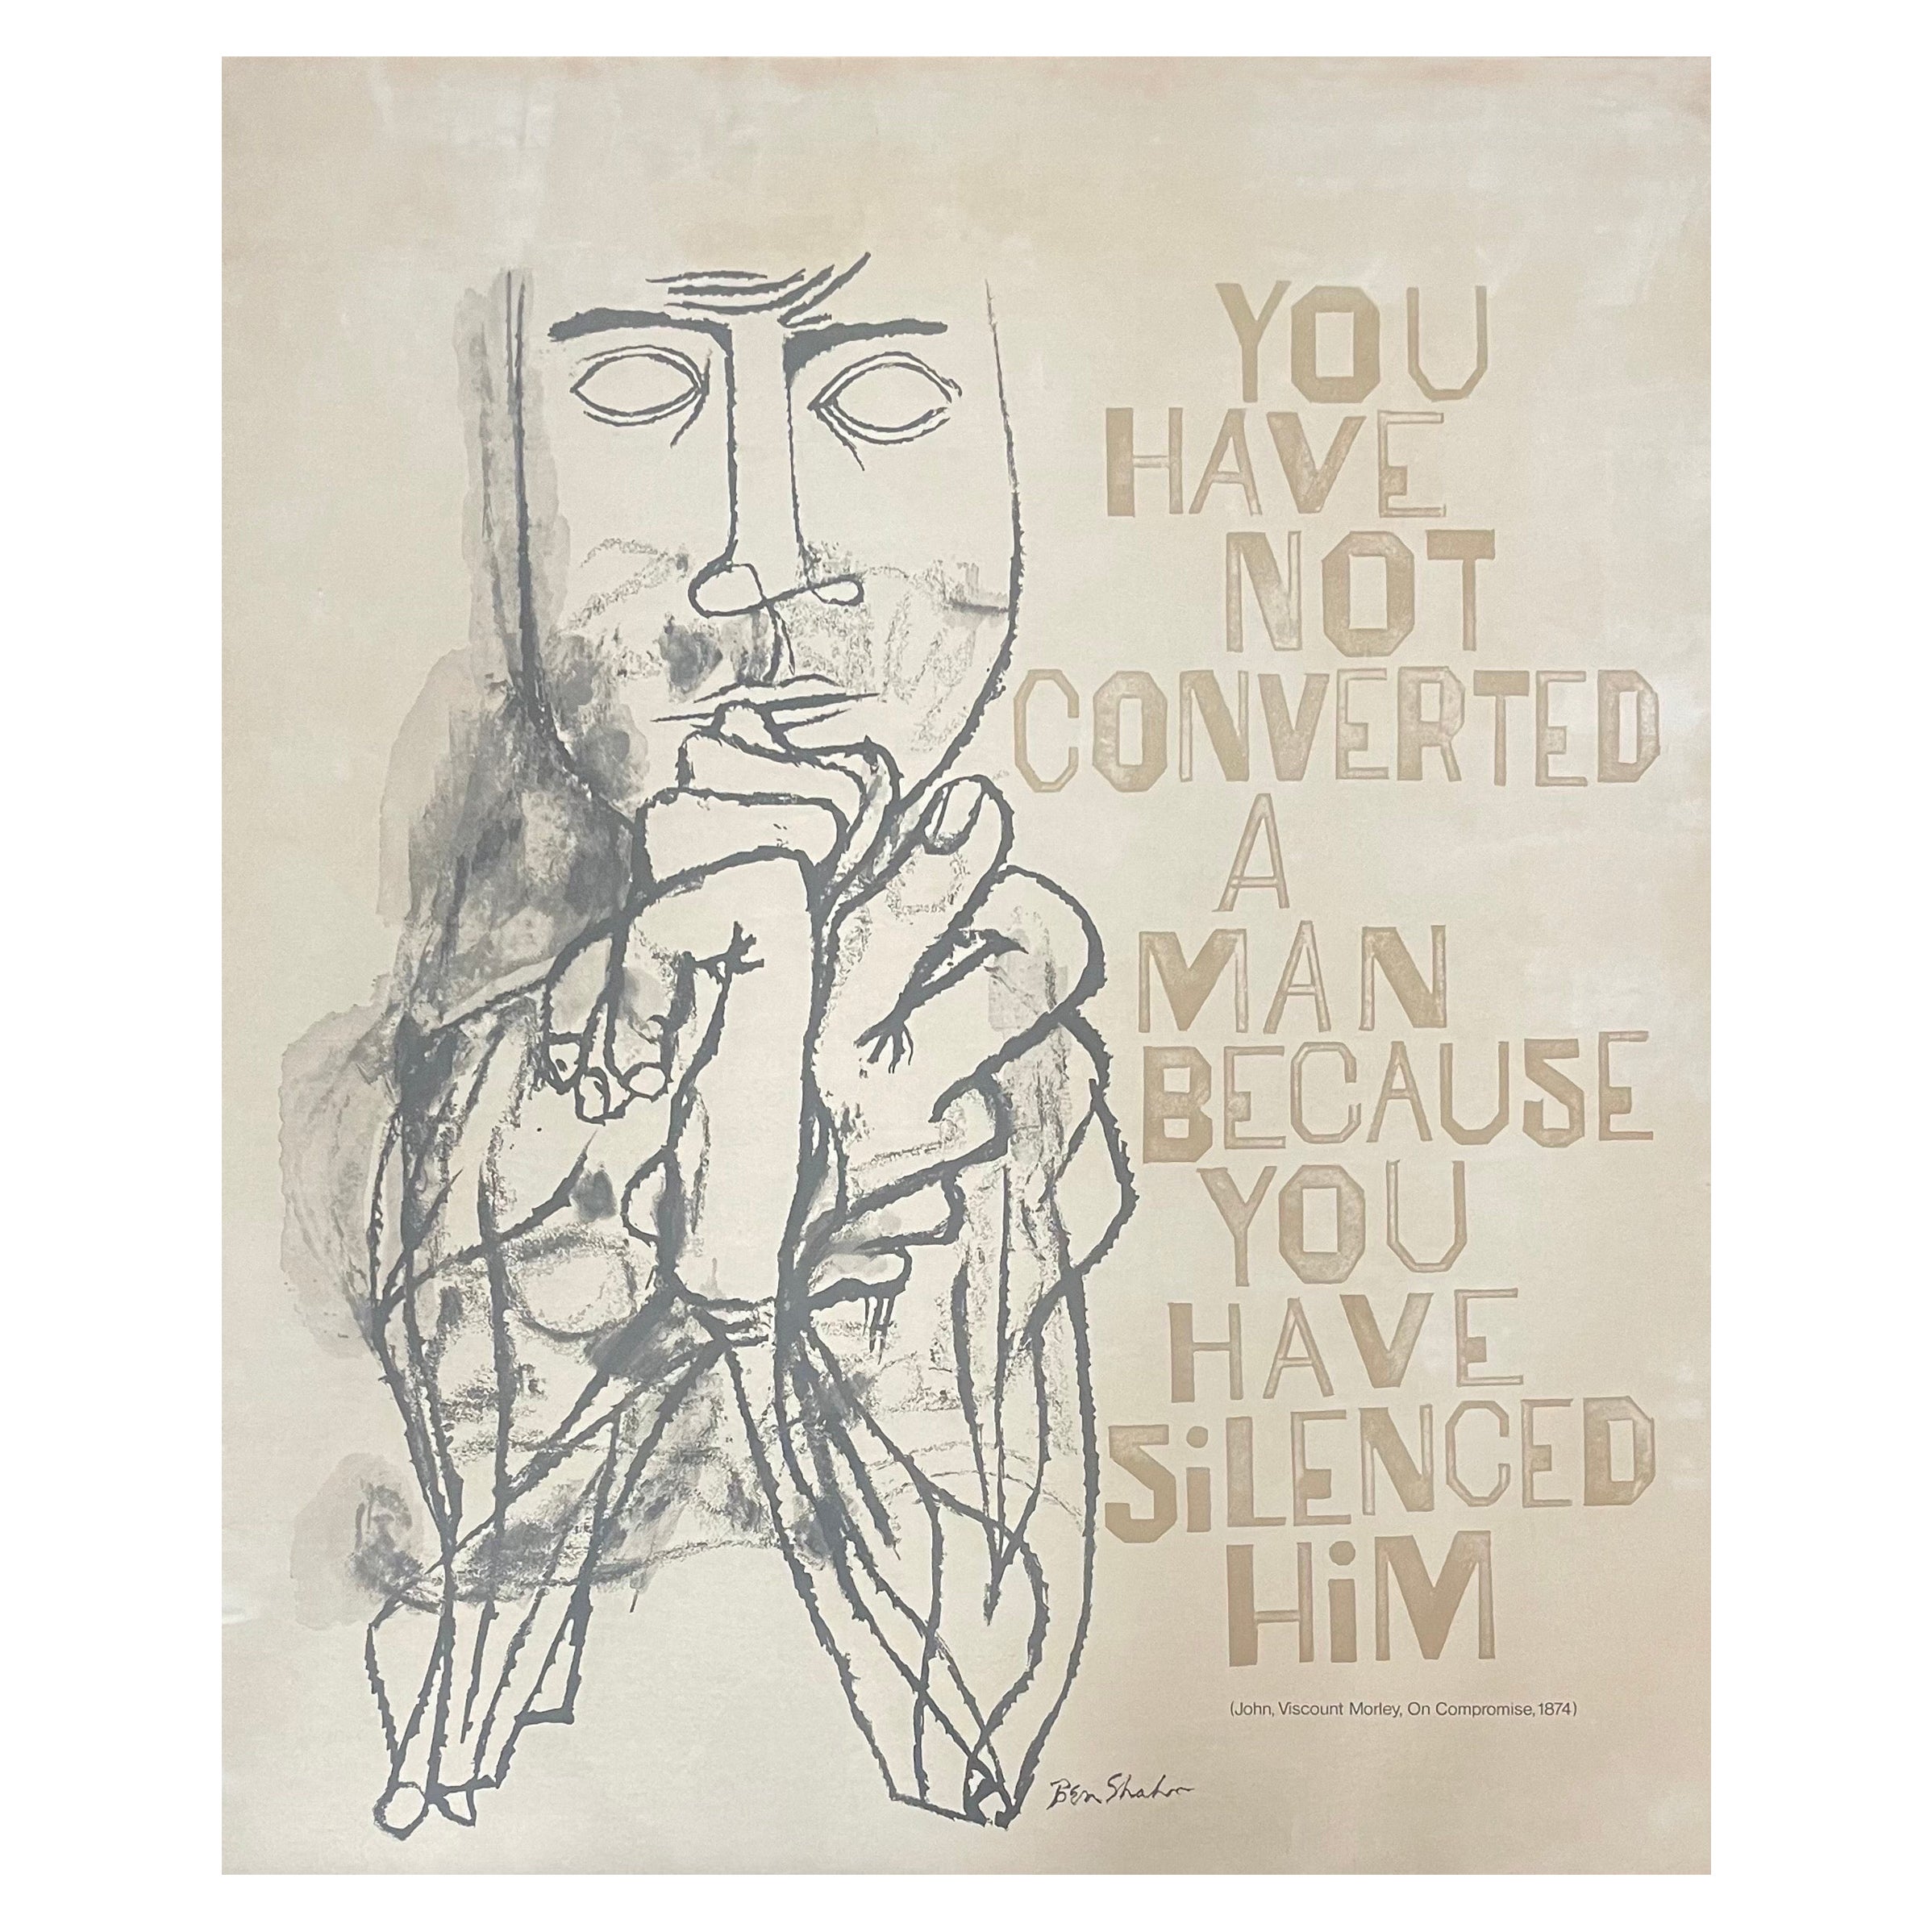 YOU
HAVE
NOT
CONVERTED
A
MAN
BECAUSE
YOU
HAVE
SiLENCED
HiM
(John, Viscount Morley, On Compromise, 1874)
Ben Shahn